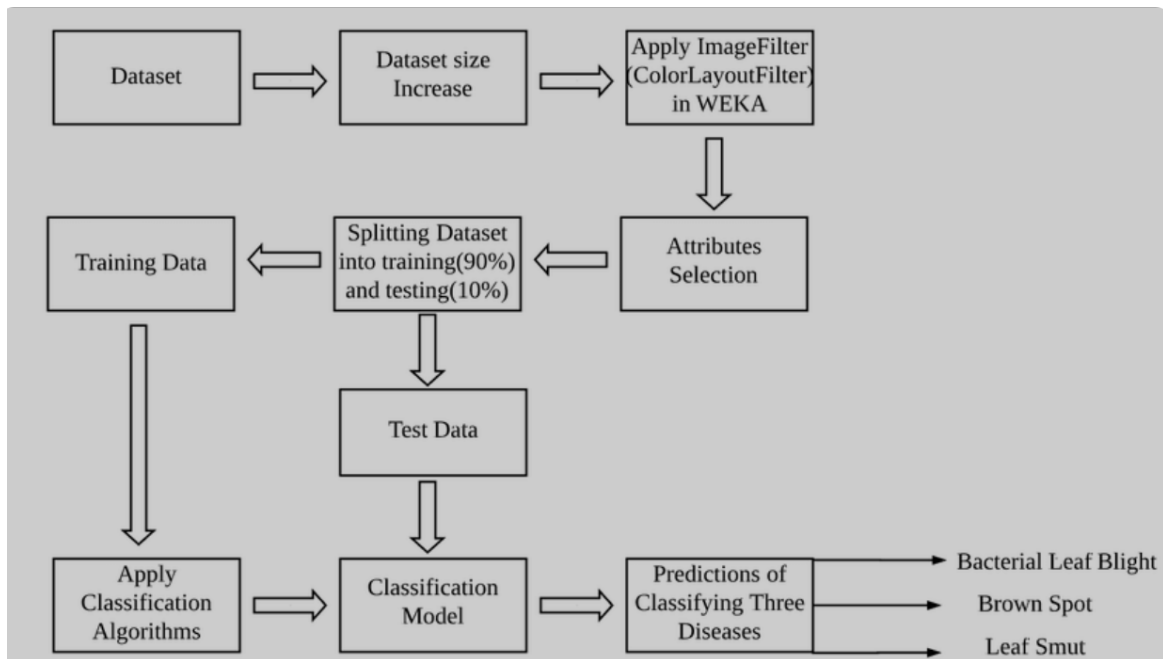 Dataset
Dataset size
Increase
Apply ImageFilter
(ColorLayoutFilter)
in WEKA
Training Data
Splitting Dataset
into training(90%)
and testing(10%)
Attributes
Selection
Test Data
Apply
Classification
Algorithms
Classification
Model
Predictions of
Classifying Three
Diseases
Bacterial Leaf Blight
Brown Spot
Leaf Smut